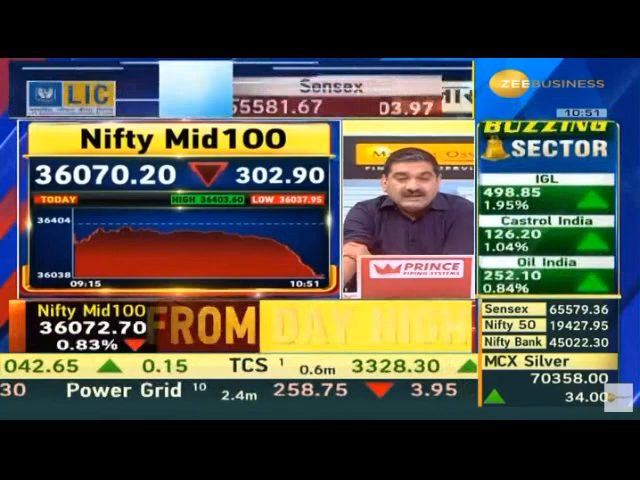 LIC
Sensex
55581.67
03.97
ZEE BUSINESS
10:51
Nifty Mid100
36070.20 302.90
TODAY HIGH 36403.60 LOW 36037.95
36404
36038
09:15 10:51
PRINCE
PIPING SYSTEMS
BUZZING
SECTOR
IGL
498.85
1.95%
Castrol India
126.20
1.04%
Oil India
252.10
0.84%
Nifty Mid100
36072.70
0.83%
FROM DAY HIGH
Sensex 65579.36
Nifty 50 19427.95
Nifty Bank 45022.30
MCX Silver
70358.00
34.00
042.65 0.15 TCS 1 0.6m 3328.30
30 Power Grid 10 2.4m 258.75 3.95